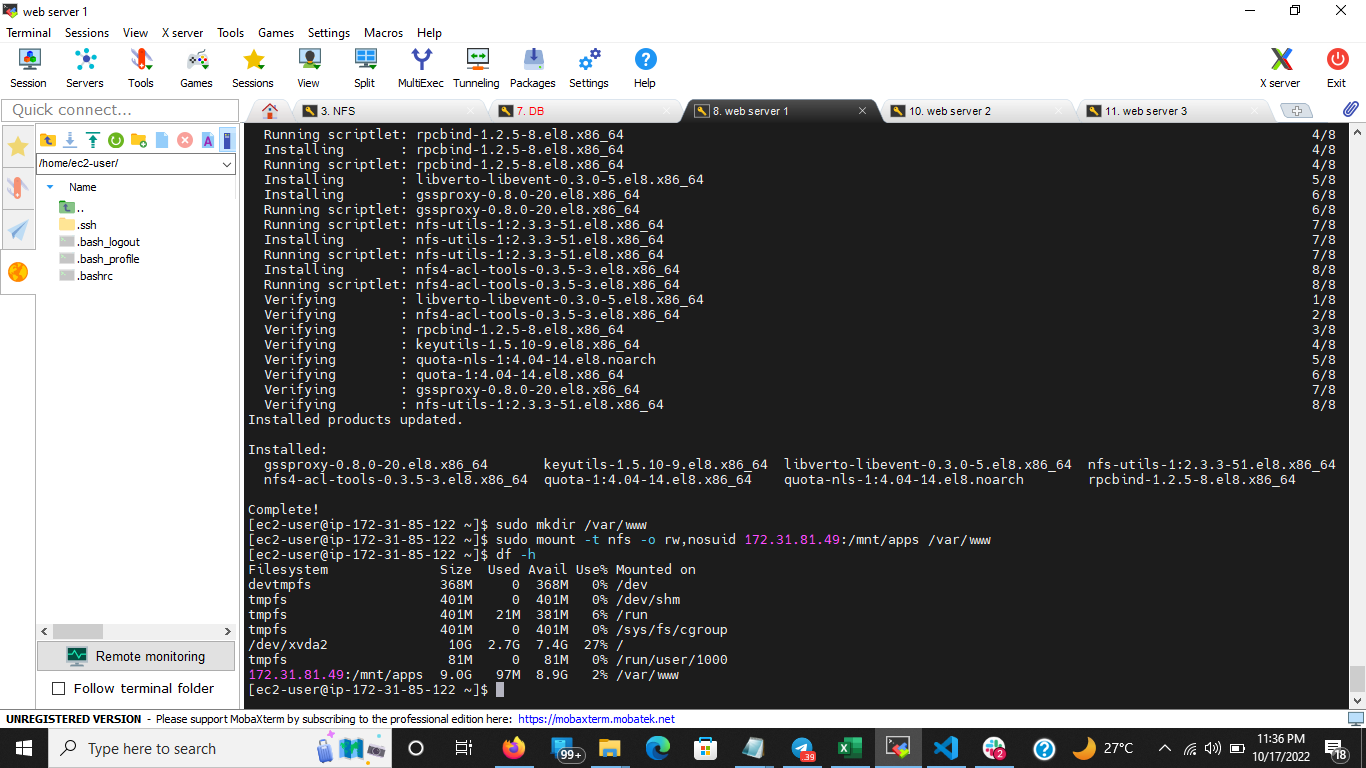 web server 1
Terminal Sessions View X server Tools Games Settings Macros Help
Session Servers Tools Games Sessions View Split MultiExec Tunneling Packages Settings Help X server Exit
Quick connect...
3. NFS
7. DB
8. web server 1
10. web server 2
11. web server 3
/home/ec2-user/
Name
..
.ssh
.bash_logout
.bash_profile
.bashrc
Running scriptlet: rpcbind-1.2.5-8.el8.x86_64 4/8
Installing : rpcbind-1.2.5-8.el8.x86_64 4/8
Running scriptlet: rpcbind-1.2.5-8.el8.x86_64 4/8
Installing : libverto-libevent-0.3.0-5.el8.x86_64 5/8
Installing : gssproxy-0.8.0-20.el8.x86_64 6/8
Running scriptlet: gssproxy-0.8.0-20.el8.x86_64 6/8
Running scriptlet: nfs-utils-1:2.3.3-51.el8.x86_64 7/8
Installing : nfs-utils-1:2.3.3-51.el8.x86_64 7/8
Running scriptlet: nfs-utils-1:2.3.3-51.el8.x86_64 7/8
Installing : nfs4-acl-tools-0.3.5-3.el8.x86_64 8/8
Running scriptlet: nfs4-acl-tools-0.3.5-3.el8.x86_64 8/8
Verifying : libverto-libevent-0.3.0-5.el8.x86_64 1/8
Verifying : nfs4-acl-tools-0.3.5-3.el8.x86_64 2/8
Verifying : rpcbind-1.2.5-8.el8.x86_64 3/8
Verifying : keyutils-1.5.10-9.el8.x86_64 4/8
Verifying : quota-nls-1:4.04-14.el8.noarch 5/8
Verifying : quota-1:4.04-14.el8.x86_64 6/8
Verifying : gssproxy-0.8.0-20.el8.x86_64 7/8
Verifying : nfs-utils-1:2.3.3-51.el8.x86_64 8/8
Installed products updated.
Installed:
gssproxy-0.8.0-20.el8.x86_64 keyutils-1.5.10-9.el8.x86_64 libverto-libevent-0.3.0-5.el8.x86_64 nfs-utils-1:2.3.3-51.el8.x86_64
nfs4-acl-tools-0.3.5-3.el8.x86_64 quota-1:4.04-14.el8.x86_64 quota-nls-1:4.04-14.el8.noarch rpcbind-1.2.5-8.el8.x86_64
Complete!
[ec2-user@ip-172-31-85-122 ~]$ sudo mkdir /var/www
[ec2-user@ip-172-31-85-122 ~]$ sudo mount -t nfs -o rw,nosuid 172.31.81.49:/mnt/apps /var/www
[ec2-user@ip-172-31-85-122 ~]$ df -h
Filesystem Size Used Avail Use% Mounted on
devtmpfs 368M 0 368M 0% /dev
tmpfs 401M 0 401M 0% /dev/shm
tmpfs 401M 21M 381M 6% /run
tmpfs 401M 0 401M 0% /sys/fs/cgroup
/dev/xvda2 10G 2.7G 7.4G 27% /
tmpfs 81M 0 81M 0% /run/user/1000
172.31.81.49:/mnt/apps 9.0G 97M 8.9G 2% /var/www
[ec2-user@ip-172-31-85-122 ~]$
Remote monitoring
Follow terminal folder
UNREGISTERED VERSION - Please support MobaXterm by subscribing to the professional edition here: https://mobaxterm.mobatek.net
Type here to search
99+
.39
2
27°C
11:36 PM
10/17/2022
18